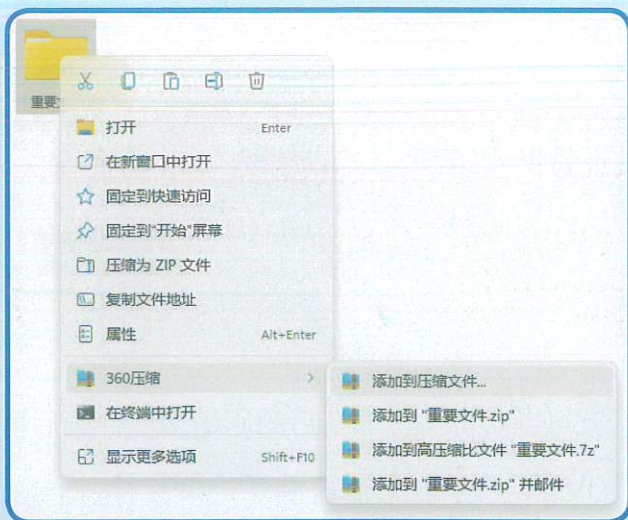 重要文
打开 Enter
在新窗口中打开
固定到快速访问
固定到"开始"屏幕
压缩为 ZIP 文件
复制文件地址
属性 Alt+Enter
360压缩
添加到压缩文件...
在终端中打开
添加到 "重要文件.zip"
添加到高压缩比文件 "重要文件.7z"
显示更多选项 Shift+F10
添加到 "重要文件.zip" 并邮件